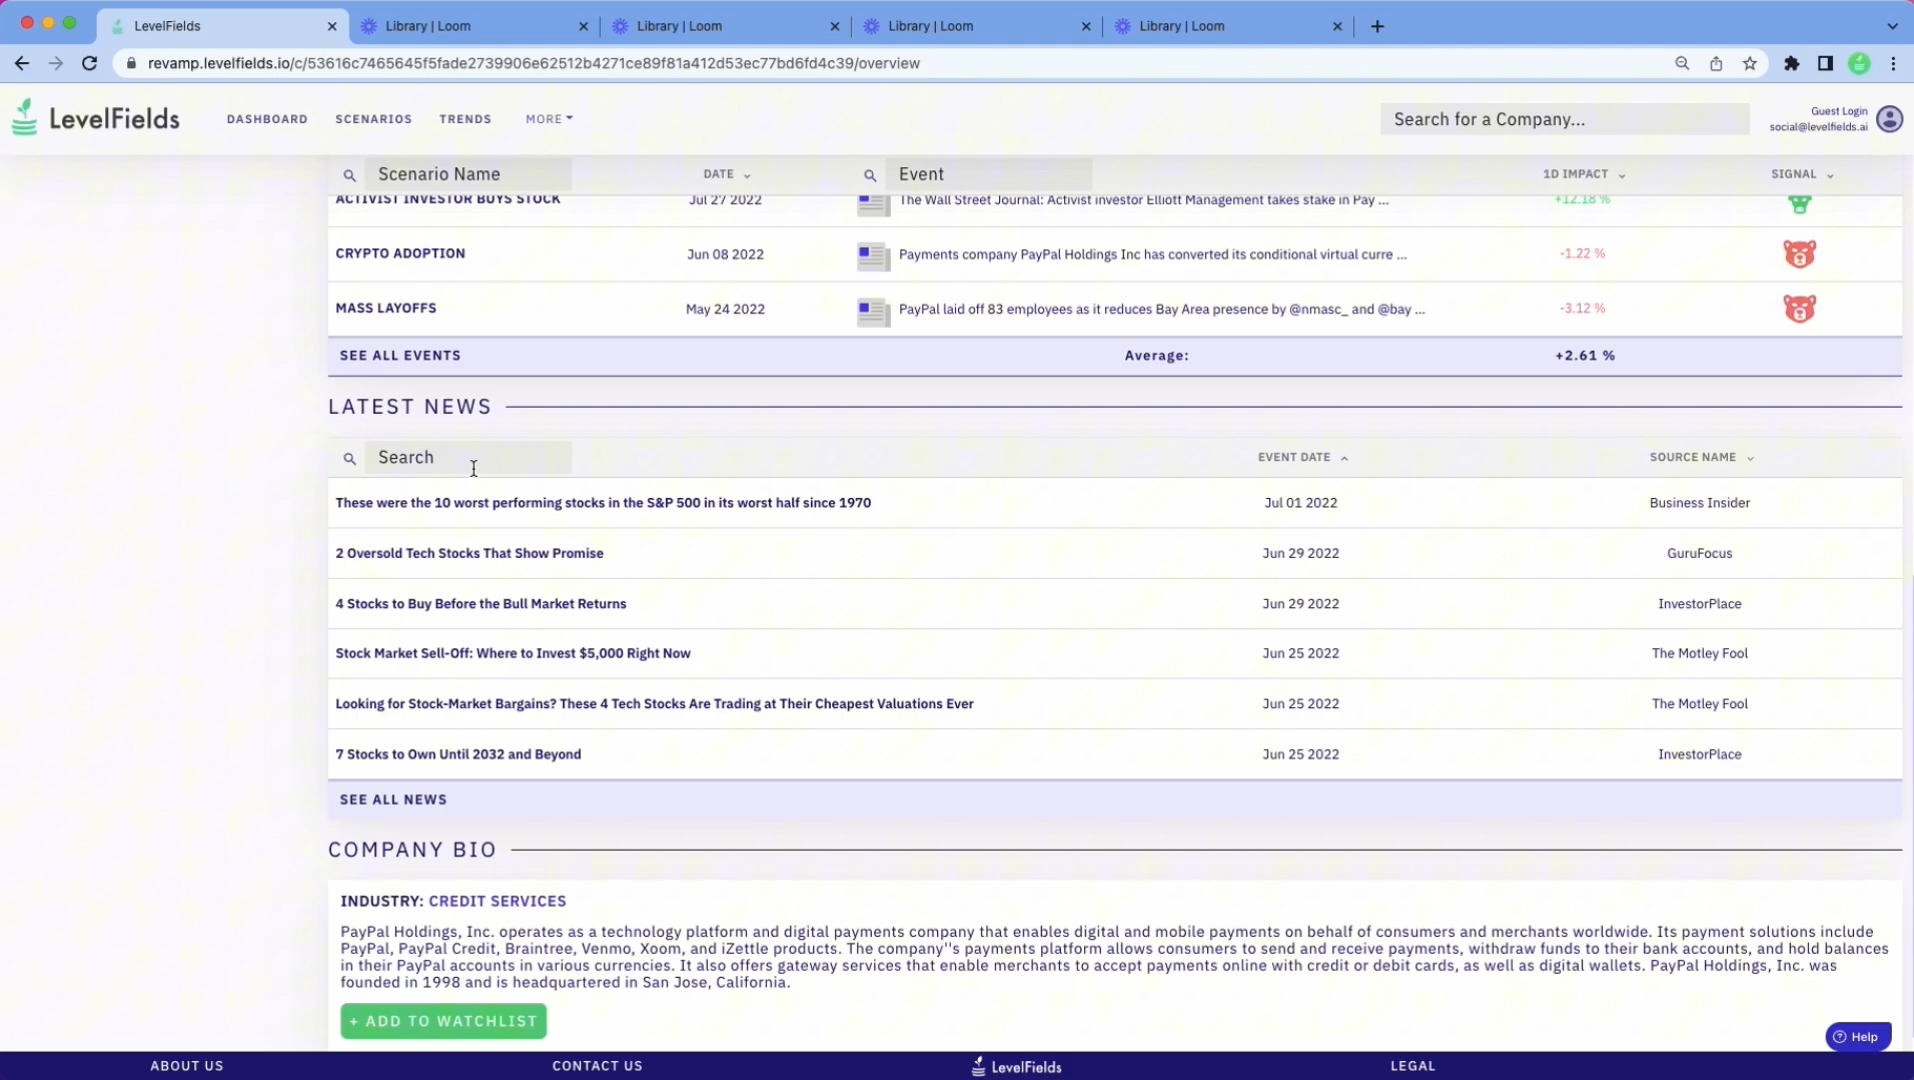 LevelFields
Library | Loom
Library | Loom
Library | Loom
Library | Loom
revamp.levelfields.io/c/53616c7465645f5fade2739906e62512b4271ce89f81a412d53ec77bd6fd4c39/overview
LevelFields
DASHBOARD
SCENARIOS
TRENDS
MORE
Search for a Company...
Guest Login
social@levelfields.ai
Scenario Name
DATE
Event
1D IMPACT
SIGNAL
ACTIVIST INVESTOR BUYS STOCK
Jul 27 2022
The Wall Street Journal: Activist investor Elliott Management takes stake in Pay ...
+12.18 %
CRYPTO ADOPTION
Jun 08 2022
Payments company PayPal Holdings Inc has converted its conditional virtual curre ...
-1.22 %
MASS LAYOFFS
May 24 2022
PayPal laid off 83 employees as it reduces Bay Area presence by @nmasc_ and @bay ...
-3.12 %
SEE ALL EVENTS
Average:
+2.61 %
LATEST NEWS
Search
EVENT DATE
SOURCE NAME
These were the 10 worst performing stocks in the S&P 500 in its worst half since 1970
Jul 01 2022
Business Insider
2 Oversold Tech Stocks That Show Promise
Jun 29 2022
GuruFocus
4 Stocks to Buy Before the Bull Market Returns
Jun 29 2022
InvestorPlace
Stock Market Sell-Off: Where to Invest $5,000 Right Now
Jun 25 2022
The Motley Fool
Looking for Stock-Market Bargains? These 4 Tech Stocks Are Trading at Their Cheapest Valuations Ever
Jun 25 2022
The Motley Fool
7 Stocks to Own Until 2032 and Beyond
Jun 25 2022
InvestorPlace
SEE ALL NEWS
COMPANY BIO
INDUSTRY: CREDIT SERVICES
PayPal Holdings, Inc. operates as a technology platform and digital payments company that enables digital and mobile payments on behalf of consumers and merchants worldwide. Its payment solutions include
PayPal, PayPal Credit, Braintree, Venmo, Xoom, and iZettle products. The company''s payments platform allows consumers to send and receive payments, withdraw funds to their bank accounts, and hold balances
in their PayPal accounts in various currencies. It also offers gateway services that enable merchants to accept payments online with credit or debit cards, as well as digital wallets. PayPal Holdings, Inc. was
founded in 1998 and is headquartered in San Jose, California.
+ ADD TO WATCHLIST
Help
ABOUT US
CONTACT US
LevelFields
LEGAL